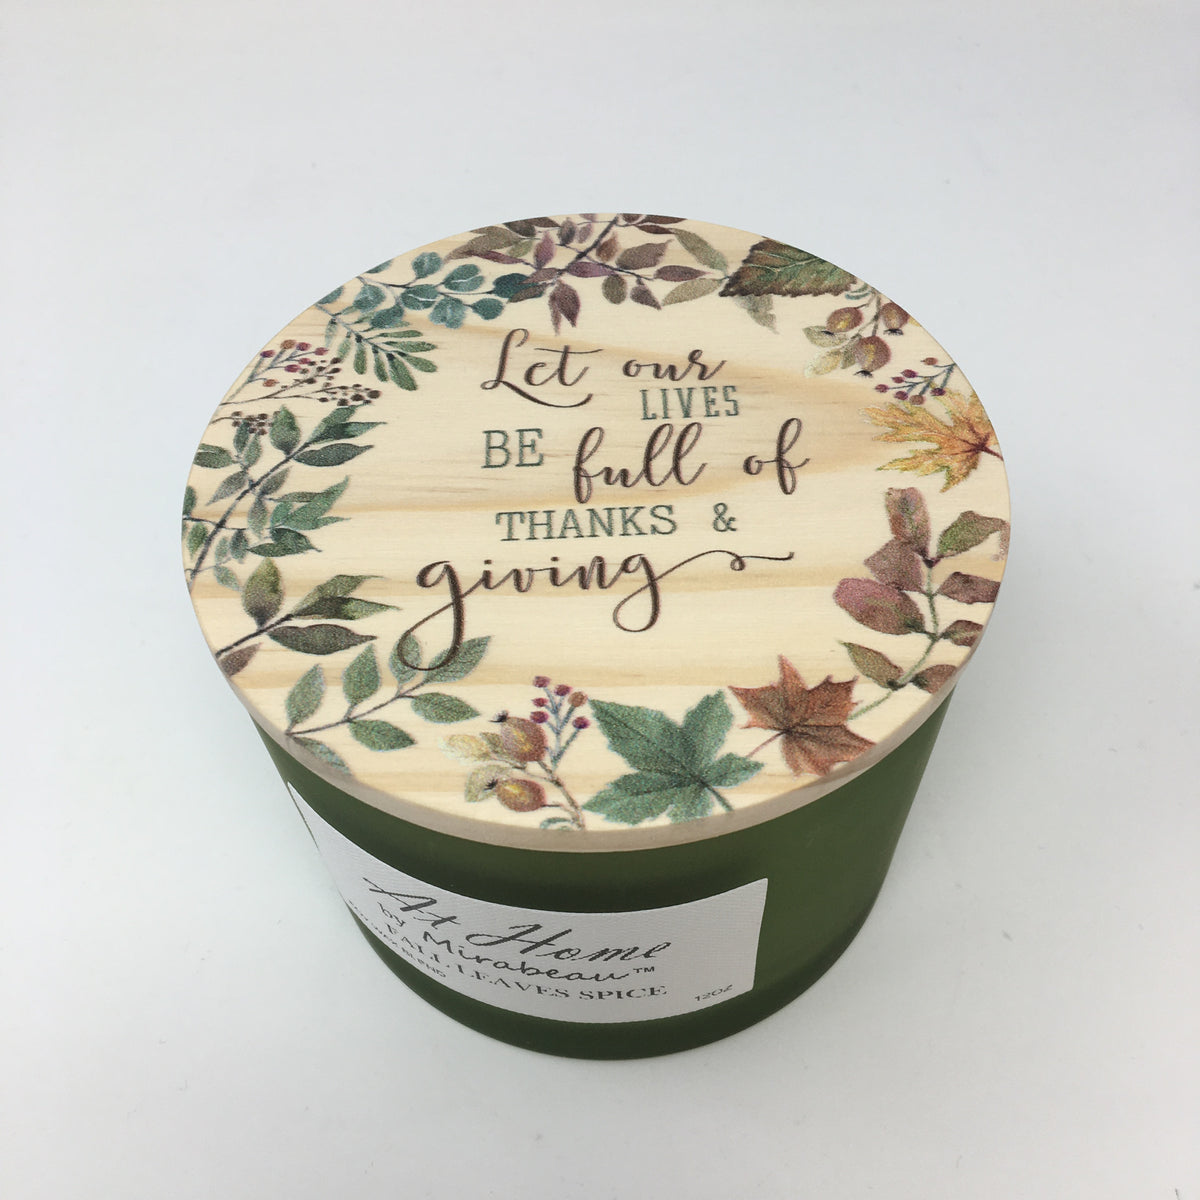 Let our
LIVES
BE full of
THANKS &
giving
At Home
by Mirabeau™
FALL LEAVES SPICE
12OZ